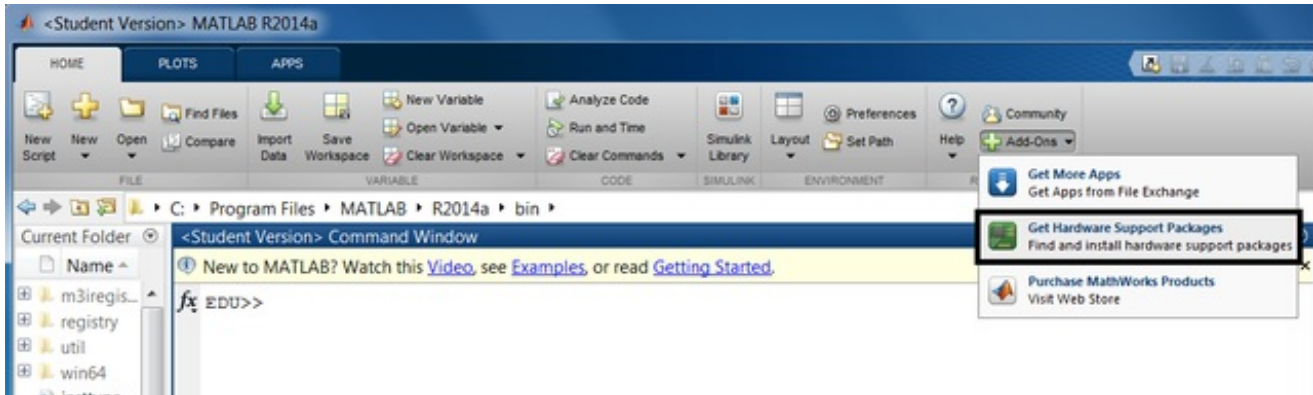 <Student Version> MATLAB R2014a
HOME PLOTS APPS
New Script
New
Open
Find Files
Compare
Import Data
Save Workspace
New Variable
Open Variable
Clear Workspace
Analyze Code
Run and Time
Clear Commands
Simulink Library
Layout
Preferences
Set Path
Help
Community
Add-Ons
FILE VARIABLE CODE SIMULINK ENVIRONMENT R
Get More Apps
Get Apps from File Exchange
Get Hardware Support Packages
Find and install hardware support packages
Purchase MathWorks Products
Visit Web Store
C: Program Files MATLAB R2014a bin
Current Folder
<Student Version> Command Window
Name
New to MATLAB? Watch this Video, see Examples, or read Getting Started.
m3iregis...
fx EDU>>
registry
util
win64